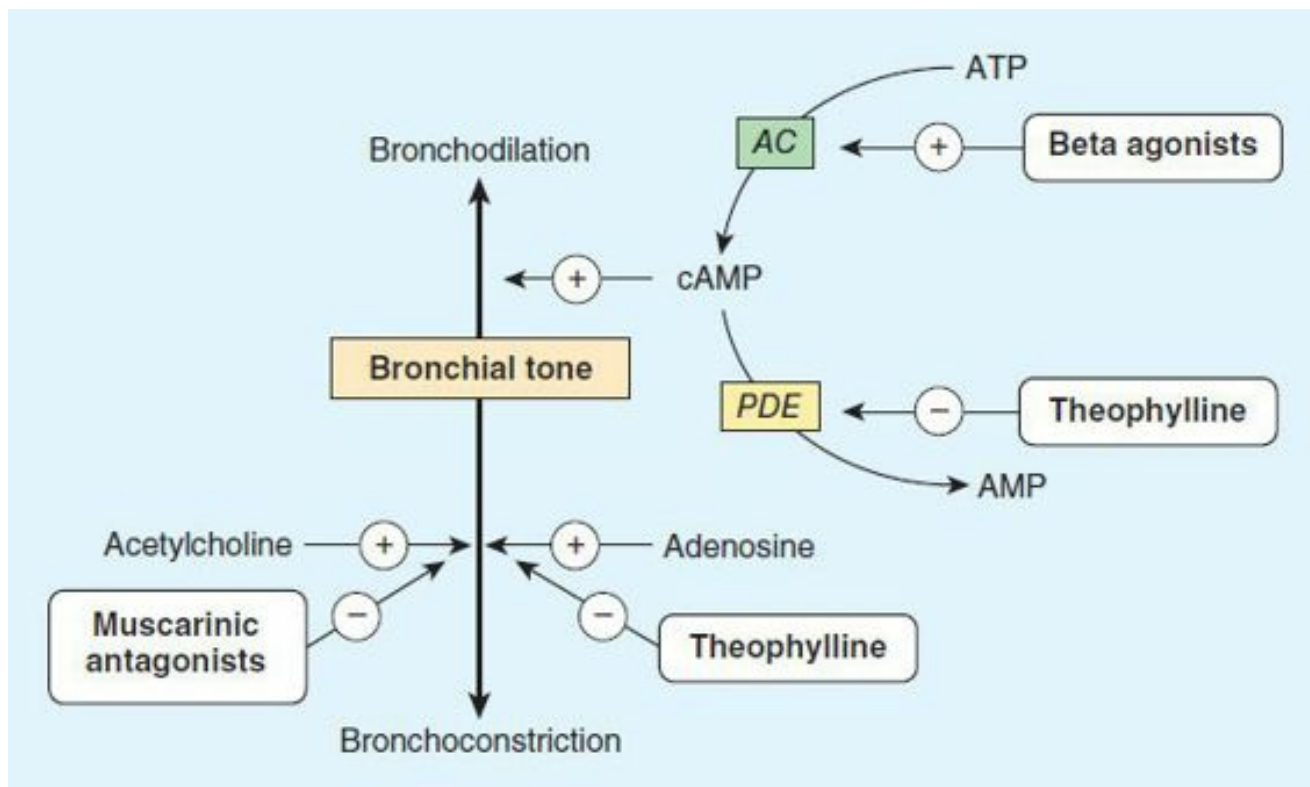 ATP
AC
+
Beta agonists
Bronchodilation
+
cAMP
Bronchial tone
PDE
−
Theophylline
AMP
Acetylcholine
+
+
Adenosine
Muscarinic
antagonists
−
−
Theophylline
Bronchoconstriction